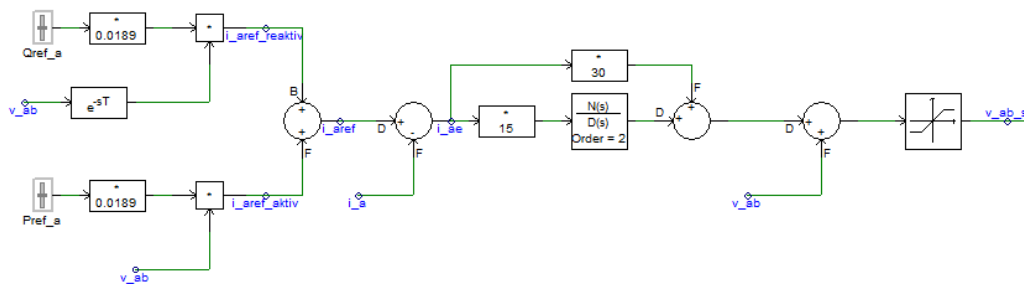 *
0.0189
*
i_aref_reaktiv
Qref_a
v_ab
e-sT
B
+
+
F
i_aref
D
+
-
F
i_ae
i_a
*
30
*
15
N(s)
D(s)
Order = 2
D
F
+
+
D
+
+
F
v_ab
v_ab_s
*
0.0189
*
i_aref_aktiv
Pref_a
v_ab